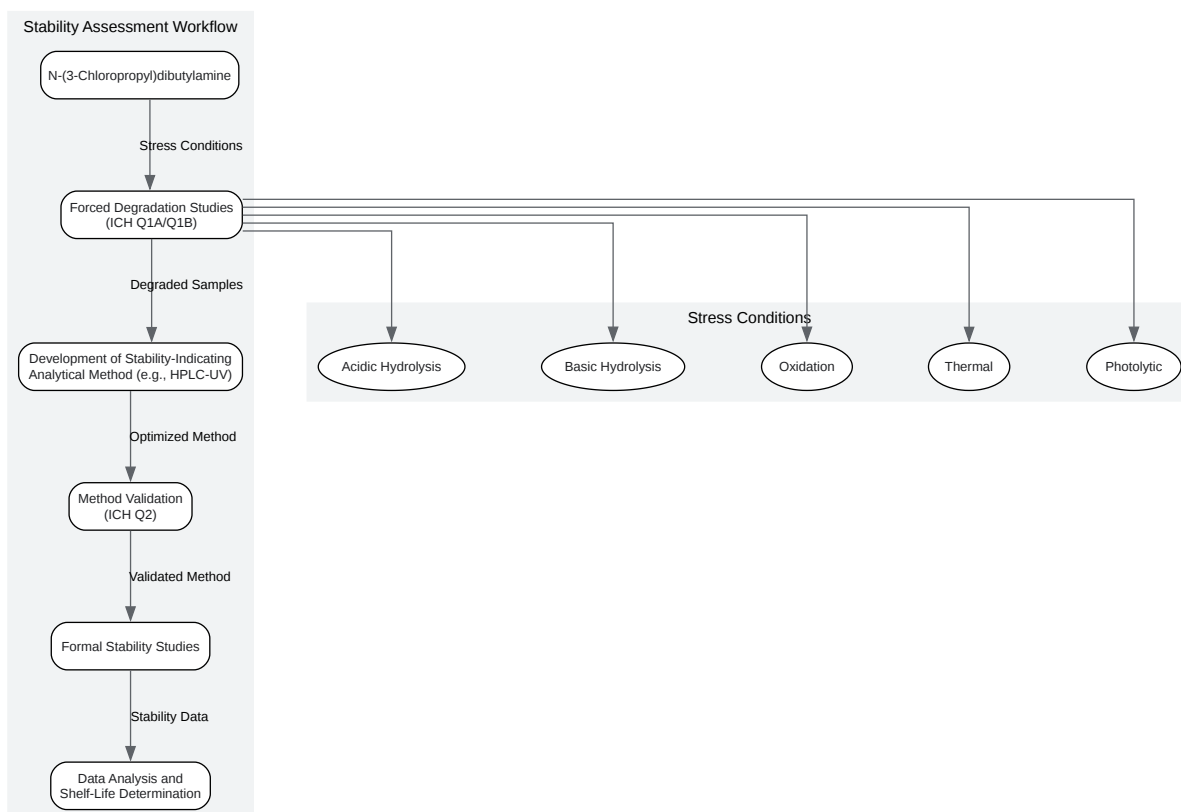 Stability Assessment Workflow
N-(3-Chloropropyl)dibutylamine
Stress Conditions
Forced Degradation Studies
(ICH Q1A/Q1B)
Degraded Samples
Stress Conditions
Development of Stability-Indicating
Analytical Method (e.g., HPLC-UV)
Acidic Hydrolysis
Basic Hydrolysis
Oxidation
Thermal
Photolytic
Optimized Method
Method Validation
(ICH Q2)
Validated Method
Formal Stability Studies
Stability Data
Data Analysis and
Shelf-Life Determination